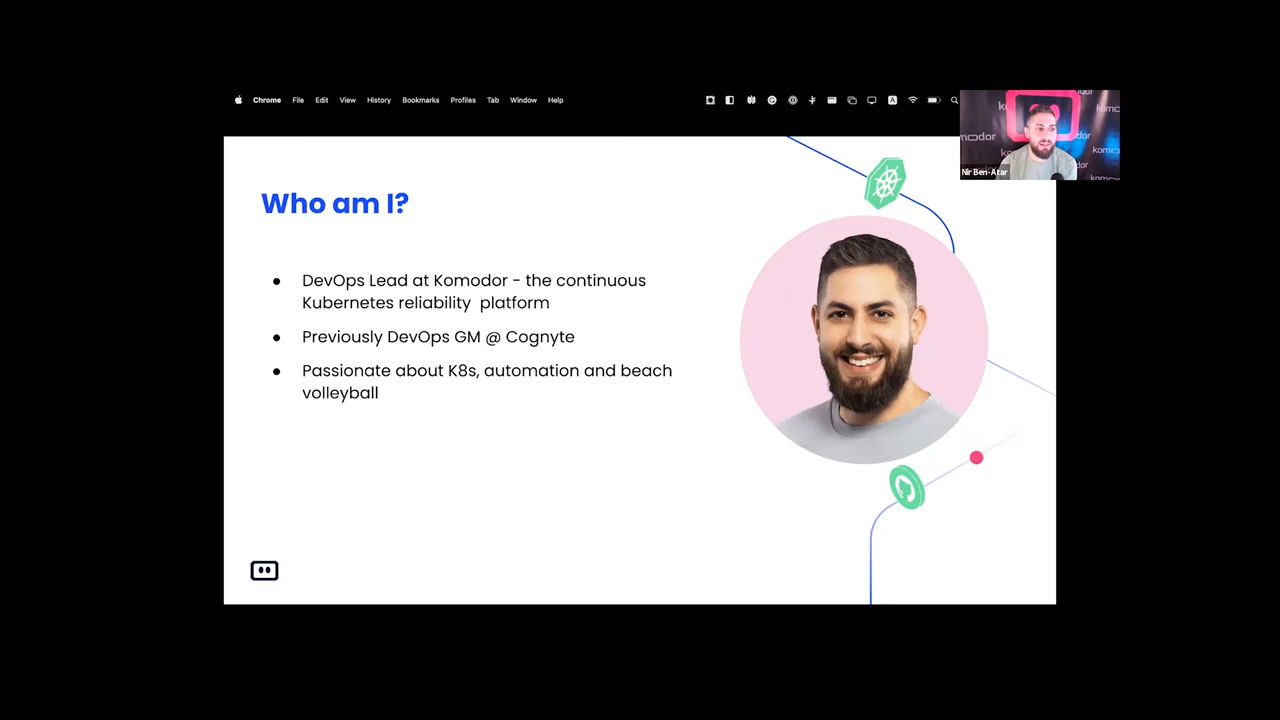 Chrome File Edit View History Bookmarks Profiles Tab Window Help
A
komodor
Nir Ben-Atar
Who am I?
● DevOps Lead at Komodor - the continuous
Kubernetes reliability platform
● Previously DevOps GM @ Cognyte
● Passionate about K8s, automation and beach
volleyball